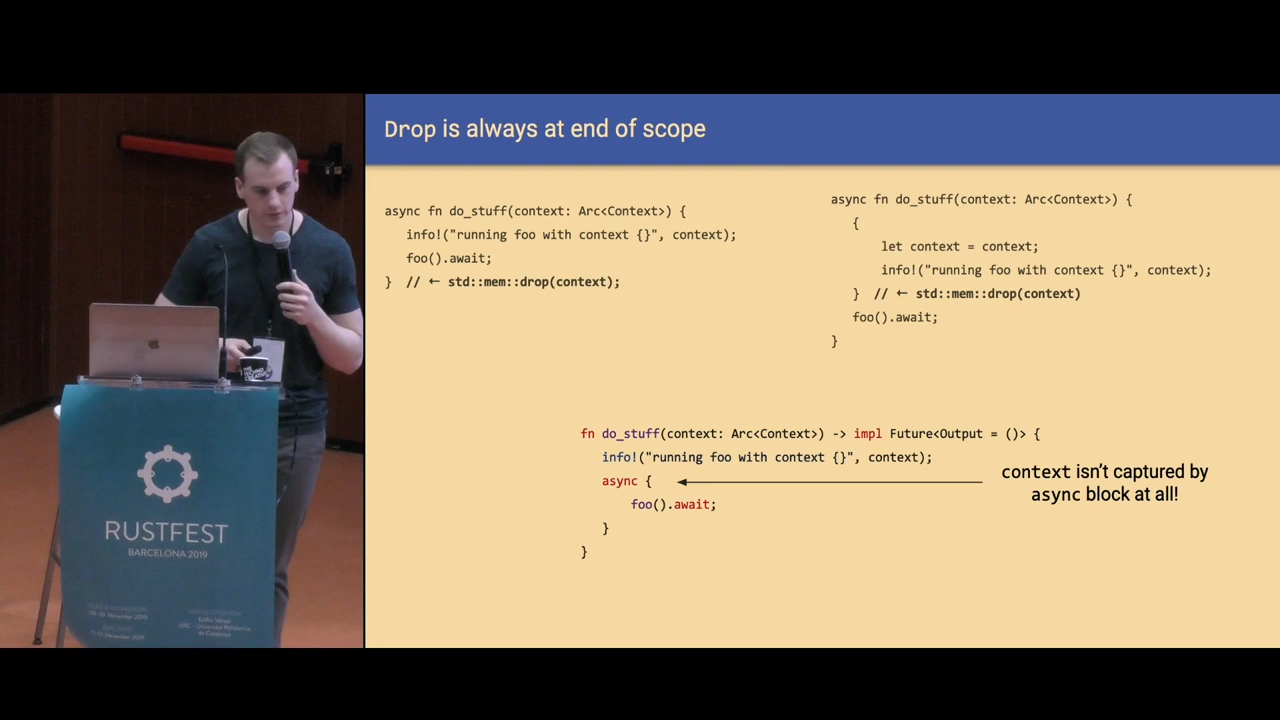 Drop is always at end of scope
async fn do_stuff(context: Arc<Context>) {
info!("running foo with context {}", context);
foo().await;
} // ← std::mem::drop(context);
async fn do_stuff(context: Arc<Context>) {
{
let context = context;
info!("running foo with context {}", context);
} // ← std::mem::drop(context)
foo().await;
}
fn do_stuff(context: Arc<Context>) -> impl Future<Output = ()> {
info!("running foo with context {}", context);
async {
foo().await;
}
}
context isn't captured by
async block at all!
RUSTFEST
BARCELONA 2019